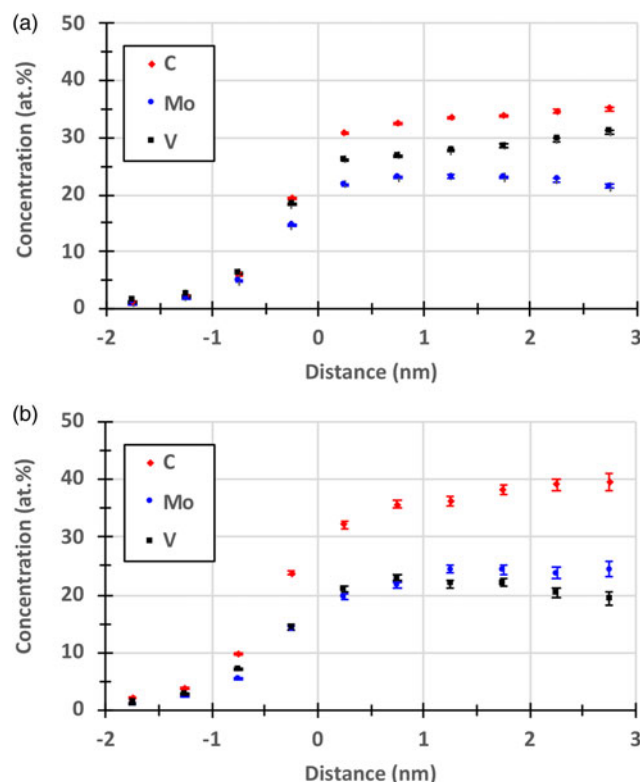 (a)
50
40
30
20
10
0
Concentration (at.%)
C
Mo
V
-2 -1 0 1 2 3
Distance (nm)
(b)
50
40
30
20
10
0
Concentration (at.%)
C
Mo
V
-2 -1 0 1 2 3
Distance (nm)